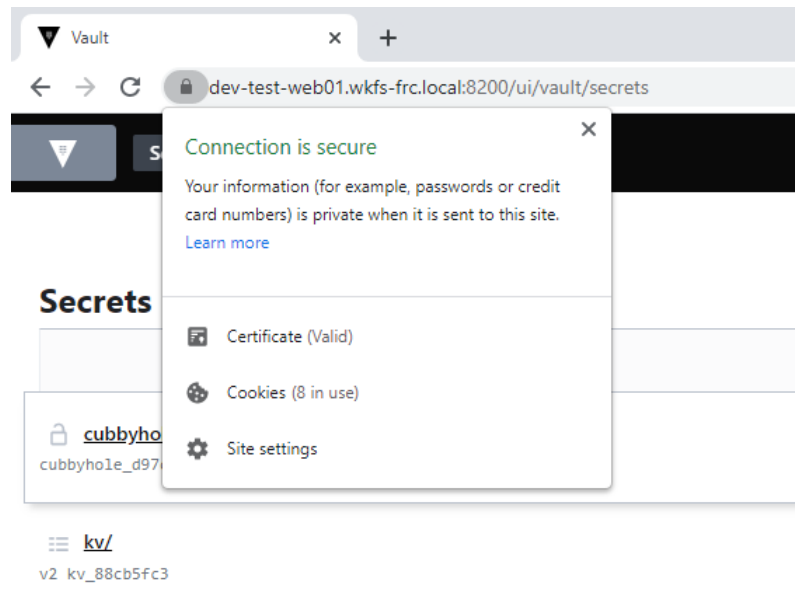 Vault
dev-test-web01.wkfs-frc.local:8200/ui/vault/secrets
S
Connection is secure
Your information (for example, passwords or credit
card numbers) is private when it is sent to this site.
Learn more
Secrets
Certificate (Valid)
Cookies (8 in use)
Site settings
cubbyho
cubbyhole_d97
kv/
v2 kv_88cb5fc3